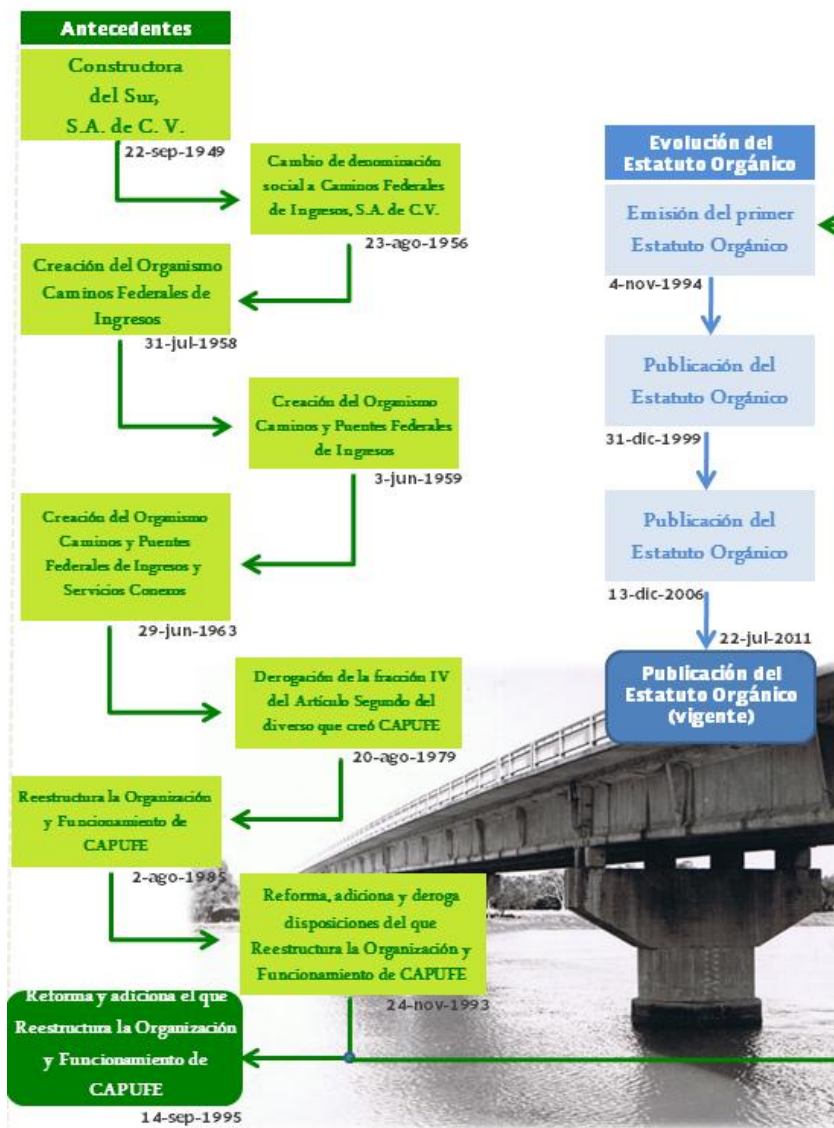 Antecedentes
Constructora
del Sur,
S.A. de C. V.
22-sep-1949
Cambio de denominación
social a Caminos Federales
de Ingresos, S.A. de C.V.
23-ago-1956
Creación del Organismo
Caminos Federales de
Ingresos
31-jul-1958
Creación del Organismo
Caminos y Puentes Federales
de Ingresos
3-jun-1959
Creación del Organismo
Caminos y Puentes
Federales de Ingresos y
Servicios Conexos
29-jun-1963
Derogación de la fracción IV
del Artículo Segundo del
diverso que creó CAPUFE
20-ago-1979
Reestructura la Organización
y Funcionamiento de
CAPUFE
2-ago-1985
Reforma, adiciona y deroga
disposiciones del que
Reestructura la Organización y
Funcionamiento de CAPUFE
24-nov-1993
Reforma y adiciona el que
Reestructura la Organización
y Funcionamiento de
CAPUFE
14-sep-1995
Evolución del
Estatuto Orgánico
Emisión del primer
Estatuto Orgánico
4-nov-1994
Publicación del
Estatuto Orgánico
31-dic-1999
Publicación del
Estatuto Orgánico
13-dic-2006
22-jul-2011
Publicación del
Estatuto Orgánico
(vigente)